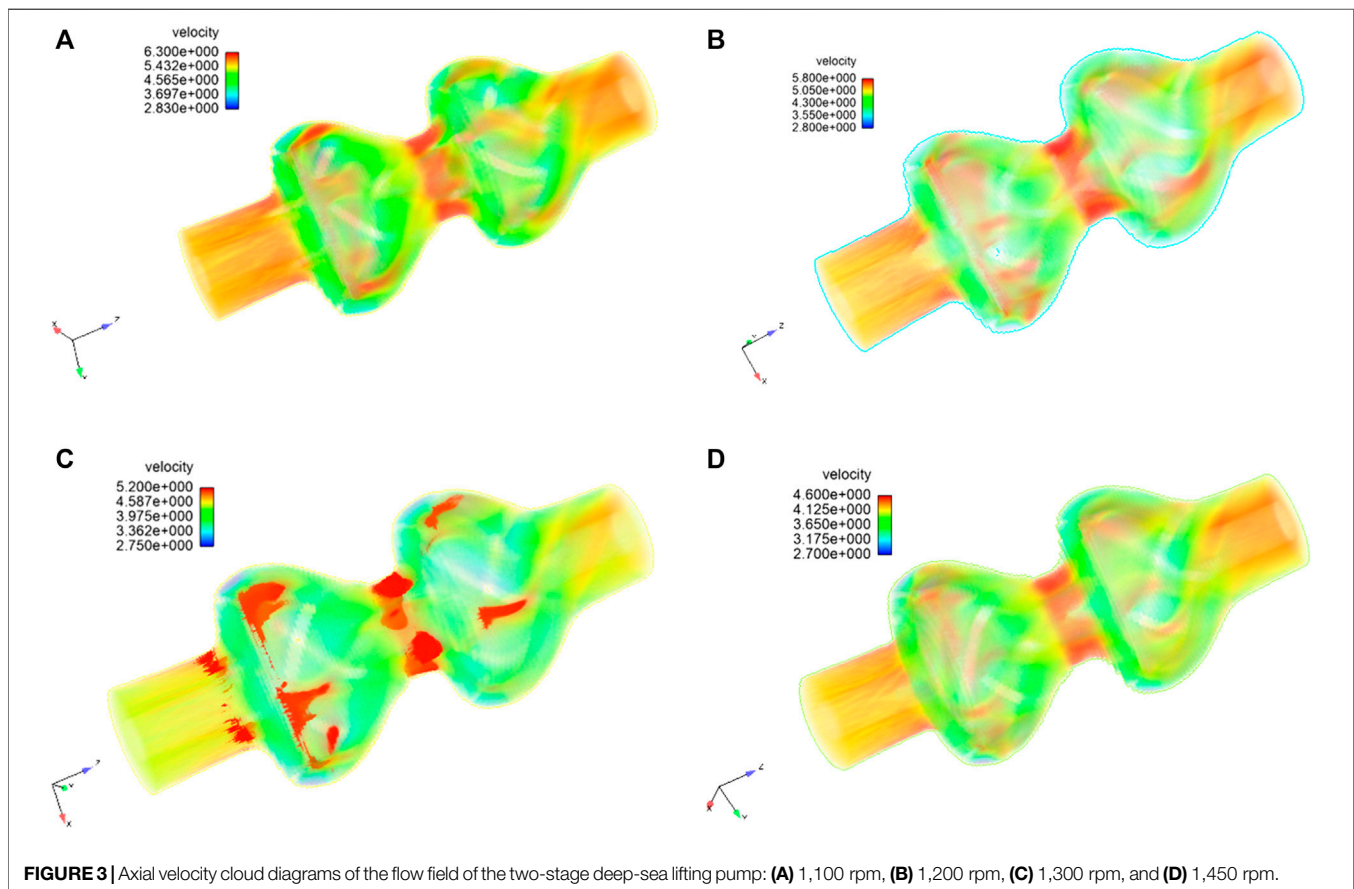 A
velocity
6.300e+000
5.432e+000
4.565e+000
3.697e+000
2.830e+000
X
Z
Y
B
velocity
5.800e+000
5.050e+000
4.300e+000
3.550e+000
2.800e+000
Y
Z
X
C
velocity
5.200e+000
4.587e+000
3.975e+000
3.362e+000
2.750e+000
Z
Y
X
D
velocity
4.600e+000
4.125e+000
3.650e+000
3.175e+000
2.700e+000
Z
X
Y
FIGURE 3 | Axial velocity cloud diagrams of the flow field of the two-stage deep-sea lifting pump: (A) 1,100 rpm, (B) 1,200 rpm, (C) 1,300 rpm, and (D) 1,450 rpm.